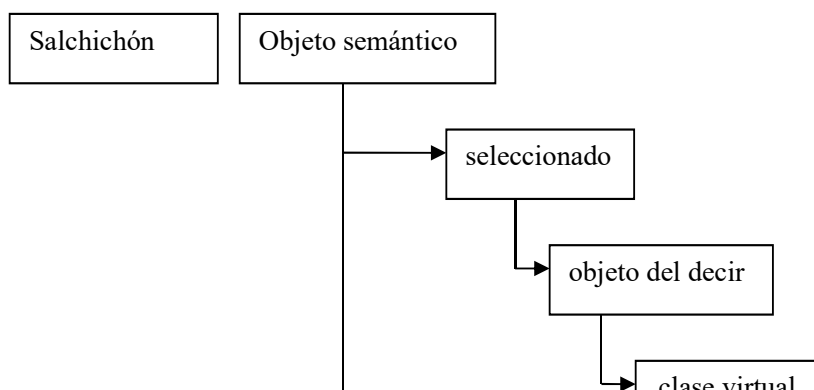 Salchichón
Objeto semántico
seleccionado
objeto del decir
clase virtual